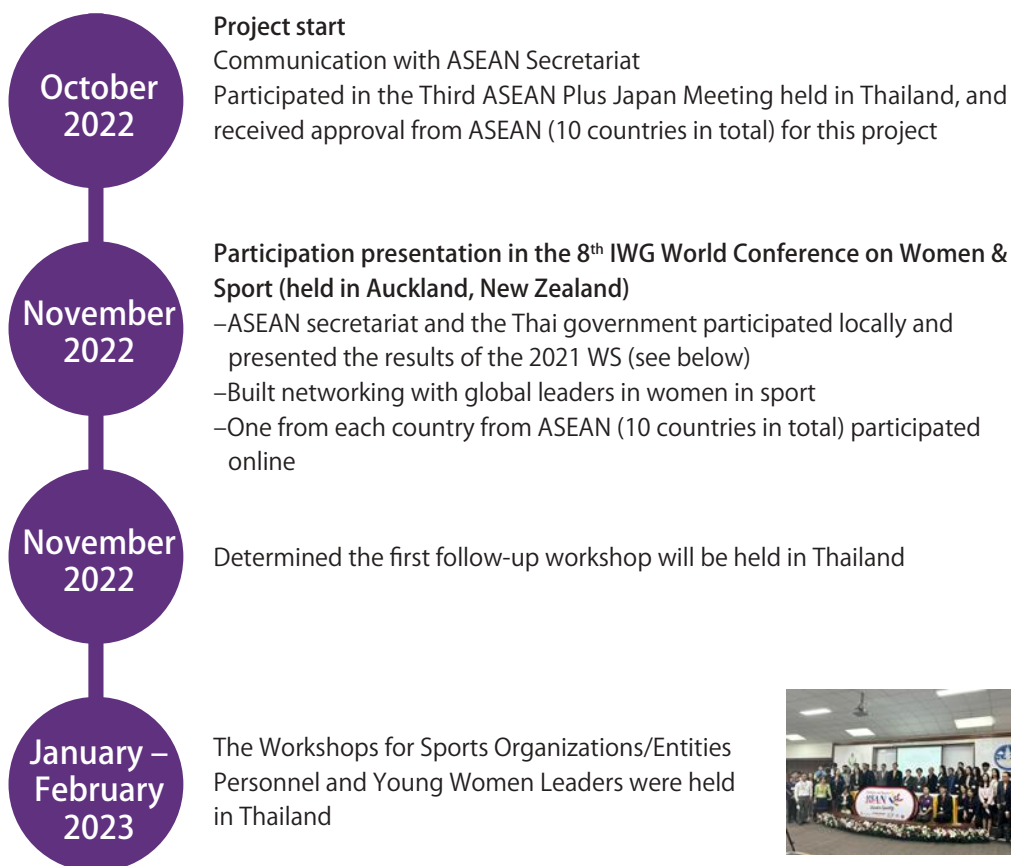 October
2022
Project start
Communication with ASEAN Secretariat
Participated in the Third ASEAN Plus Japan Meeting held in Thailand, and
received approval from ASEAN (10 countries in total) for this project
November
2022
Participation presentation in the 8th IWG World Conference on Women &
Sport (held in Auckland, New Zealand)
–ASEAN secretariat and the Thai government participated locally and
presented the results of the 2021 WS (see below)
–Built networking with global leaders in women in sport
–One from each country from ASEAN (10 countries in total) participated
online
November
2022
Determined the first follow-up workshop will be held in Thailand
January –
February
2023
The Workshops for Sports Organizations/Entities
Personnel and Young Women Leaders were held
in Thailand